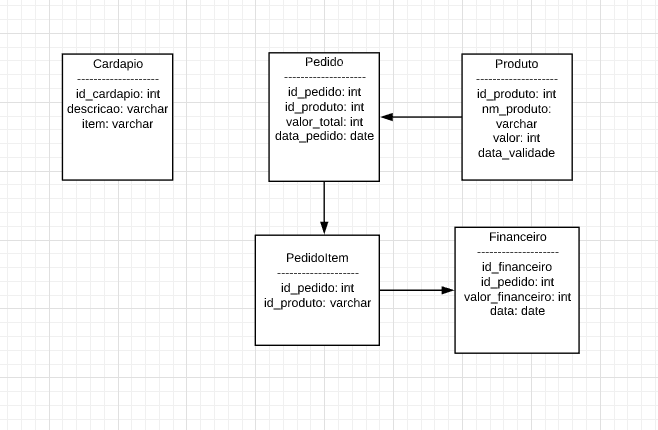 Cardapio
--------------------
id_cardapio: int
descricao: varchar
item: varchar
Pedido
--------------------
id_pedido: int
id_produto: int
valor_total: int
data_pedido: date
Produto
--------------------
id_produto: int
nm_produto:
varchar
valor: int
data_validade
PedidoItem
--------------------
id_pedido: int
id_produto: varchar
Financeiro
--------------------
id_financeiro
id_pedido: int
valor_financeiro: int
data: date